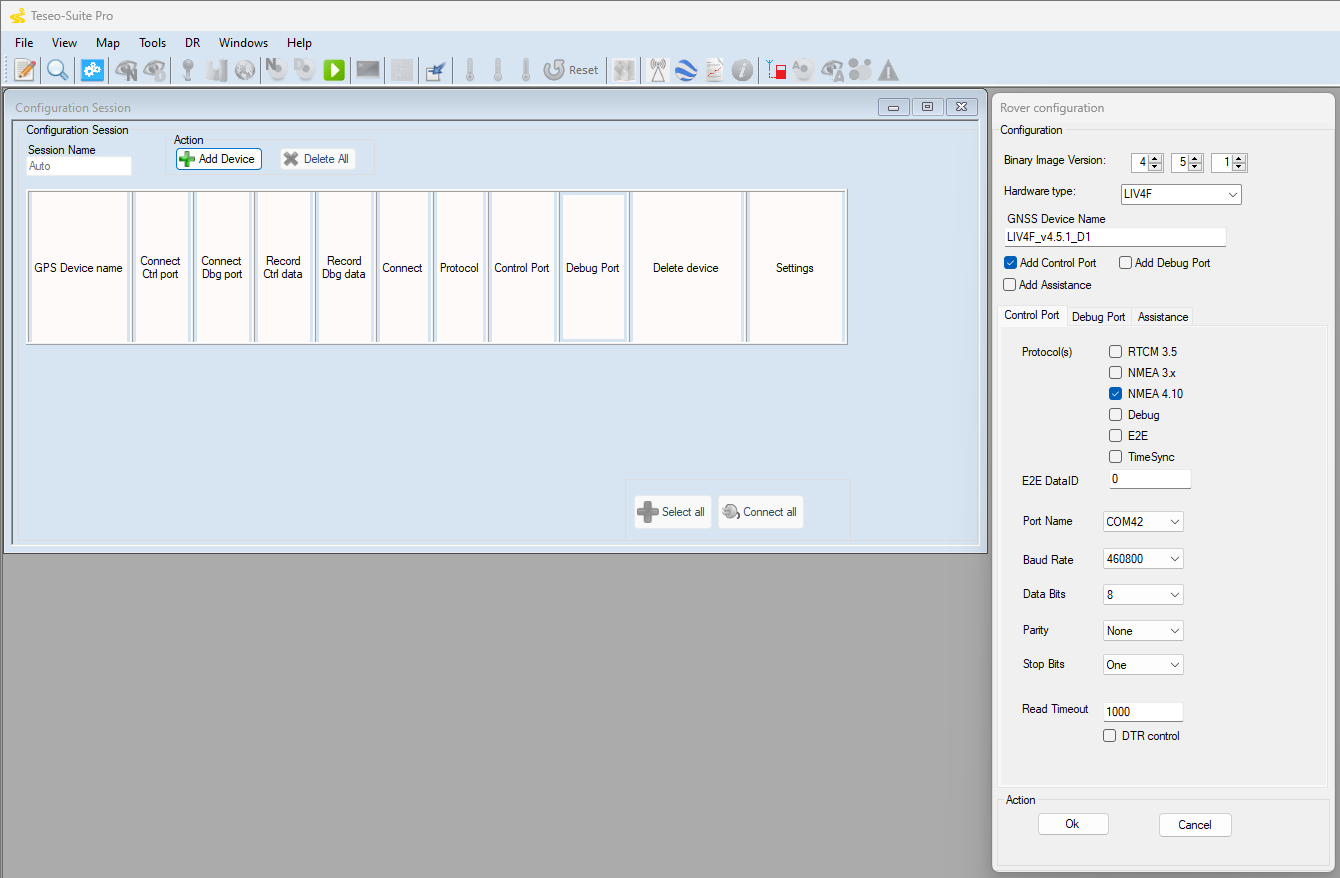 Teseo-Suite Pro
File View Map Tools DR Windows Help
Reset
Configuration Session
Configuration Session
Session Name
Auto
Action
Add Device
Delete All
GPS Device name
Connect
Ctrl port
Connect
Dbg port
Record
Ctrl data
Record
Dbg data
Connect
Protocol
Control Port
Debug Port
Delete device
Settings
Select all
Connect all
Rover configuration
Configuration
Binary Image Version: 4 5 1
Hardware type: LIV4F
GNSS Device Name
LIV4F_v4.5.1_D1
Add Control Port Add Debug Port
Add Assistance
Control Port Debug Port Assistance
Protocol(s) RTCM 3.5
NMEA 3.x
NMEA 4.10
Debug
E2E
TimeSync
E2E DataID 0
Port Name COM42
Baud Rate 460800
Data Bits 8
Parity None
Stop Bits One
Read Timeout 1000
DTR control
Action
Ok Cancel